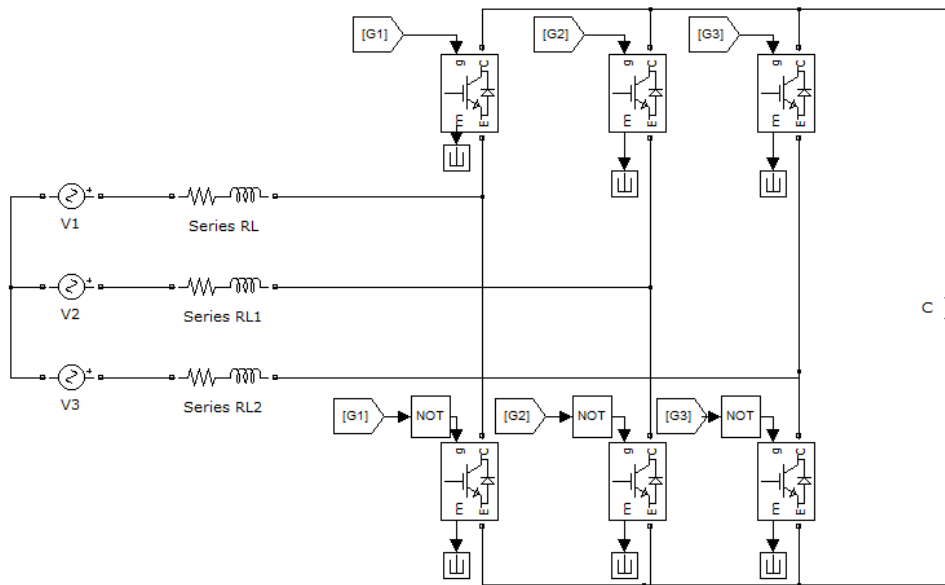 [G1]
[G2]
[G3]
g C
m E
g C
m E
g C
m E
V1
Series RL
V2
Series RL1
C
V3
Series RL2
[G1]
NOT
[G2]
NOT
[G3]
NOT
g C
m E
g C
m E
g C
m E